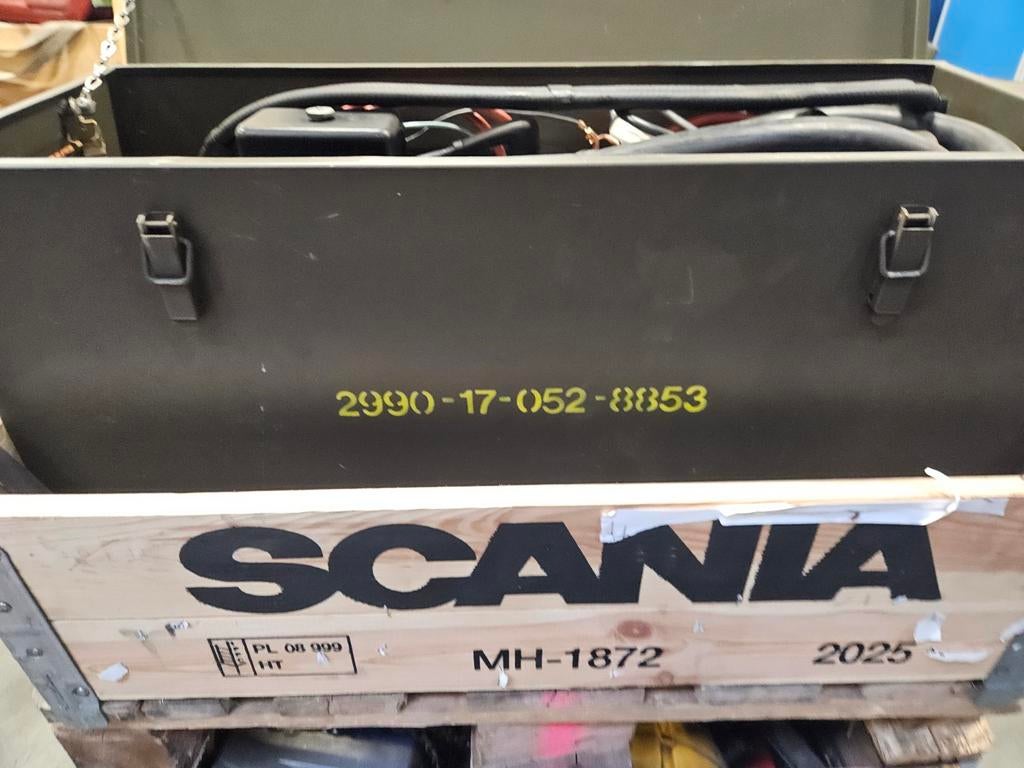 2990-17-052-8853
SCANIA
PL 08 999
HT
MH-1872
2025